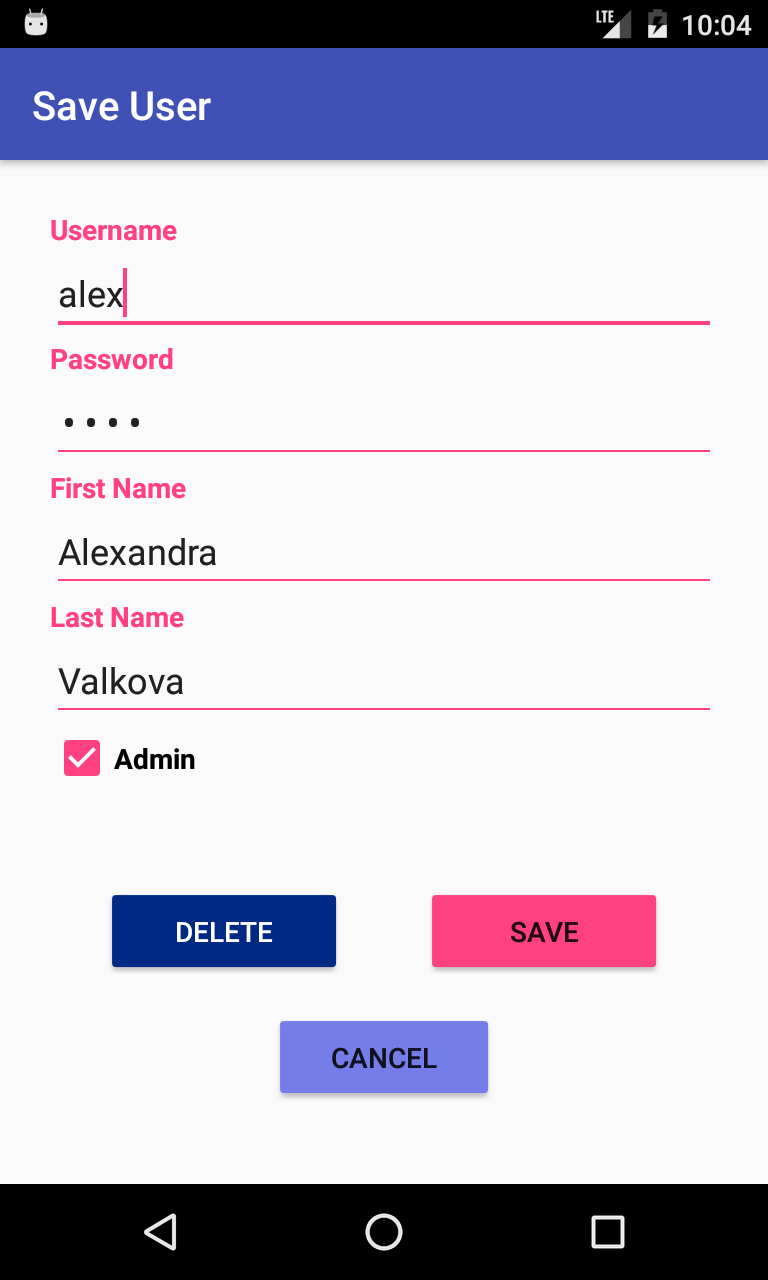 LTE 10:04
Save User
Username
alex
Password
••••
First Name
Alexandra
Last Name
Valkova
Admin
DELETE SAVE
CANCEL